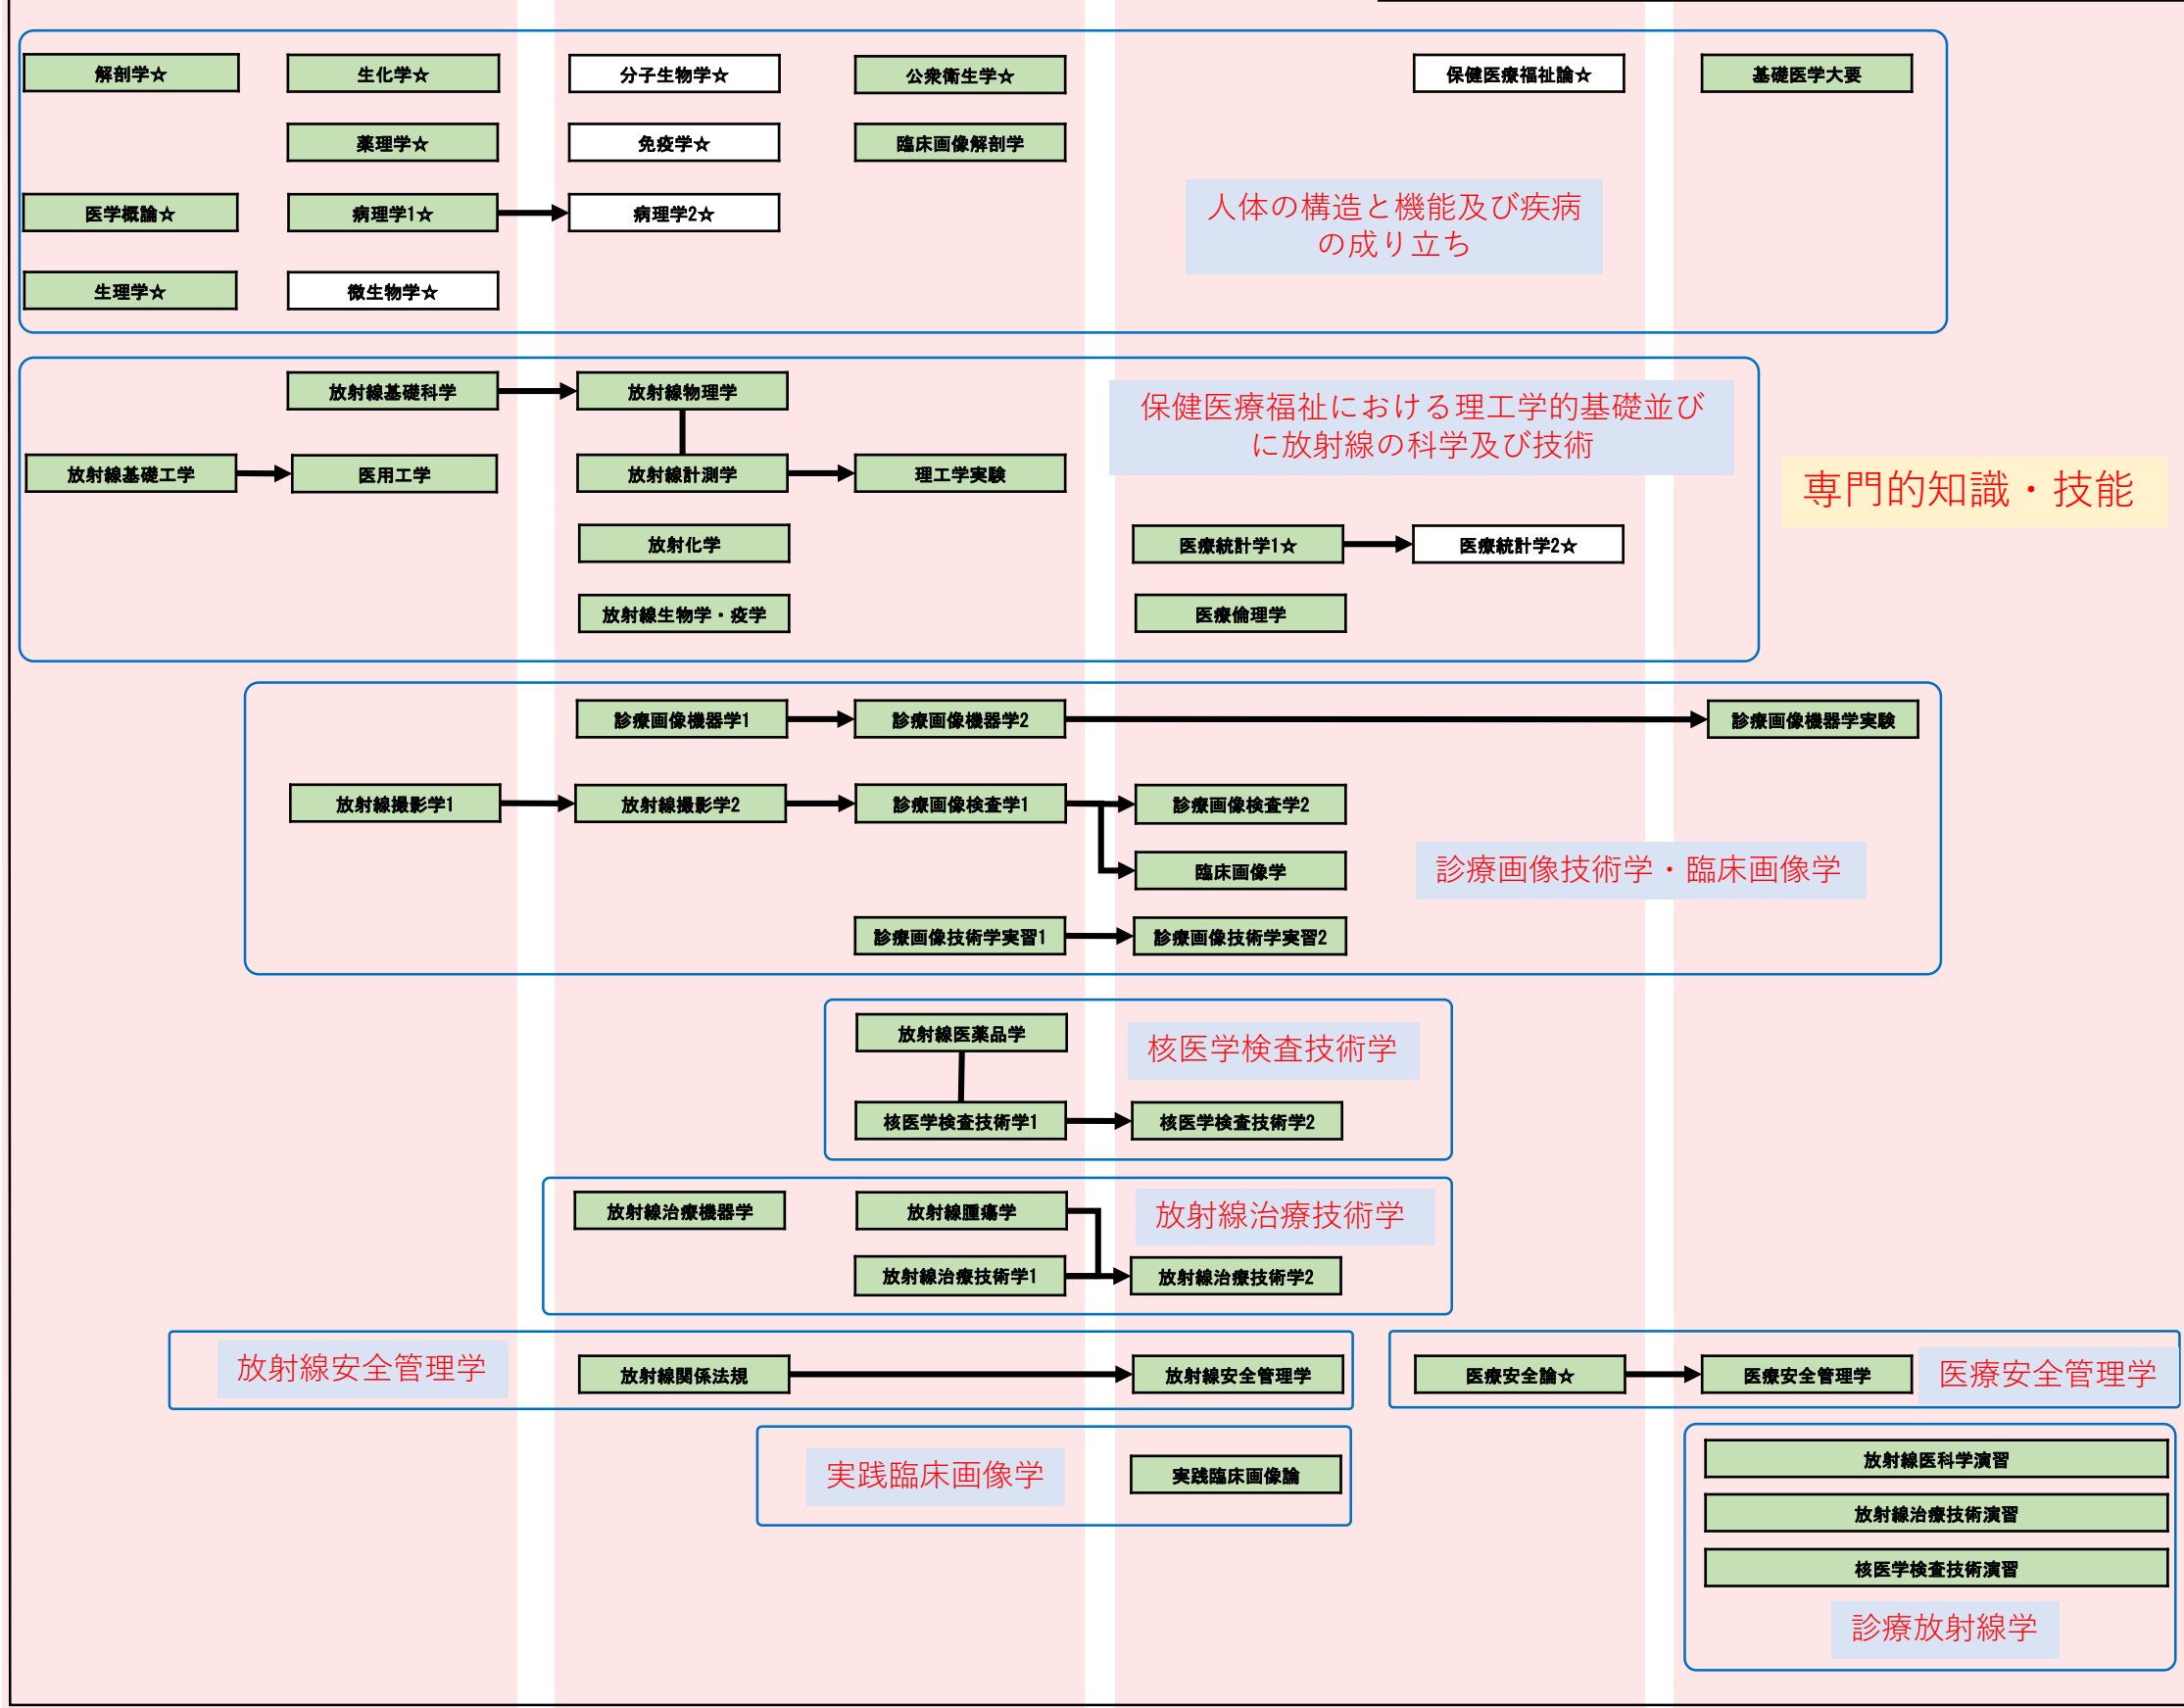 解剖学☆
生化学☆
分子生物学☆
公衆衛生学☆
保健医療福祉論☆
基礎医学大要
薬理学☆
免疫学☆
臨床画像解剖学
医学概論☆
病理学1☆
病理学2☆
人体の構造と機能及び疾病
の成り立ち
生理学☆
微生物学☆
放射線基礎科学
放射線物理学
保健医療福祉における理工学的基礎並び
に放射線の科学及び技術
放射線基礎工学
医用工学
放射線計測学
理工学実験
専門的知識・技能
放射化学
医療統計学1☆
医療統計学2☆
放射線生物学・疫学
医療倫理学
診療画像機器学1
診療画像機器学2
診療画像機器学実験
放射線撮影学1
放射線撮影学2
診療画像検査学1
診療画像検査学2
臨床画像学
診療画像技術学・臨床画像学
診療画像技術学実習1
診療画像技術学実習2
放射線医薬品学
核医学検査技術学
核医学検査技術学1
核医学検査技術学2
放射線治療機器学
放射線腫瘍学
放射線治療技術学
放射線治療技術学1
放射線治療技術学2
放射線安全管理学
放射線関係法規
放射線安全管理学
医療安全論☆
医療安全管理学
医療安全管理学
実践臨床画像学
実践臨床画像論
放射線医科学演習
放射線治療技術演習
核医学検査技術演習
診療放射線学